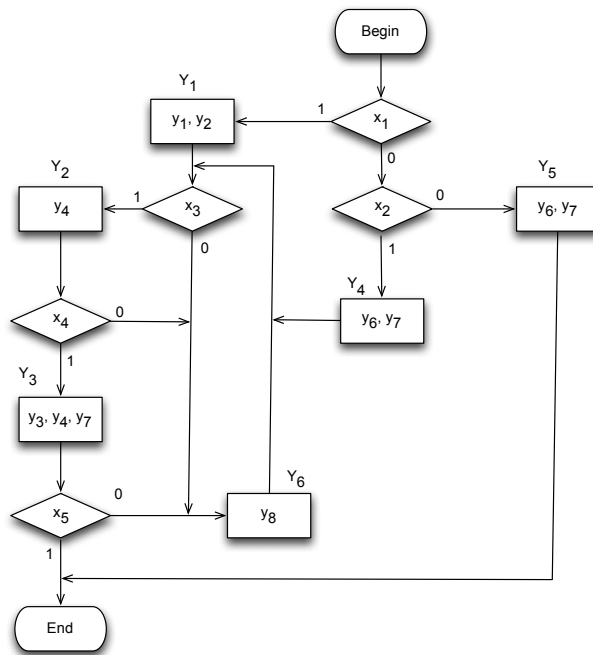 Begin
Y1
1
y1, y2
x1
0
Y2
Y5
y4
1
x3
x2
0
y6, y7
0
1
Y4
x4
0
y6, y7
1
Y3
y3, y4, y7
0
Y6
x5
y8
1
End